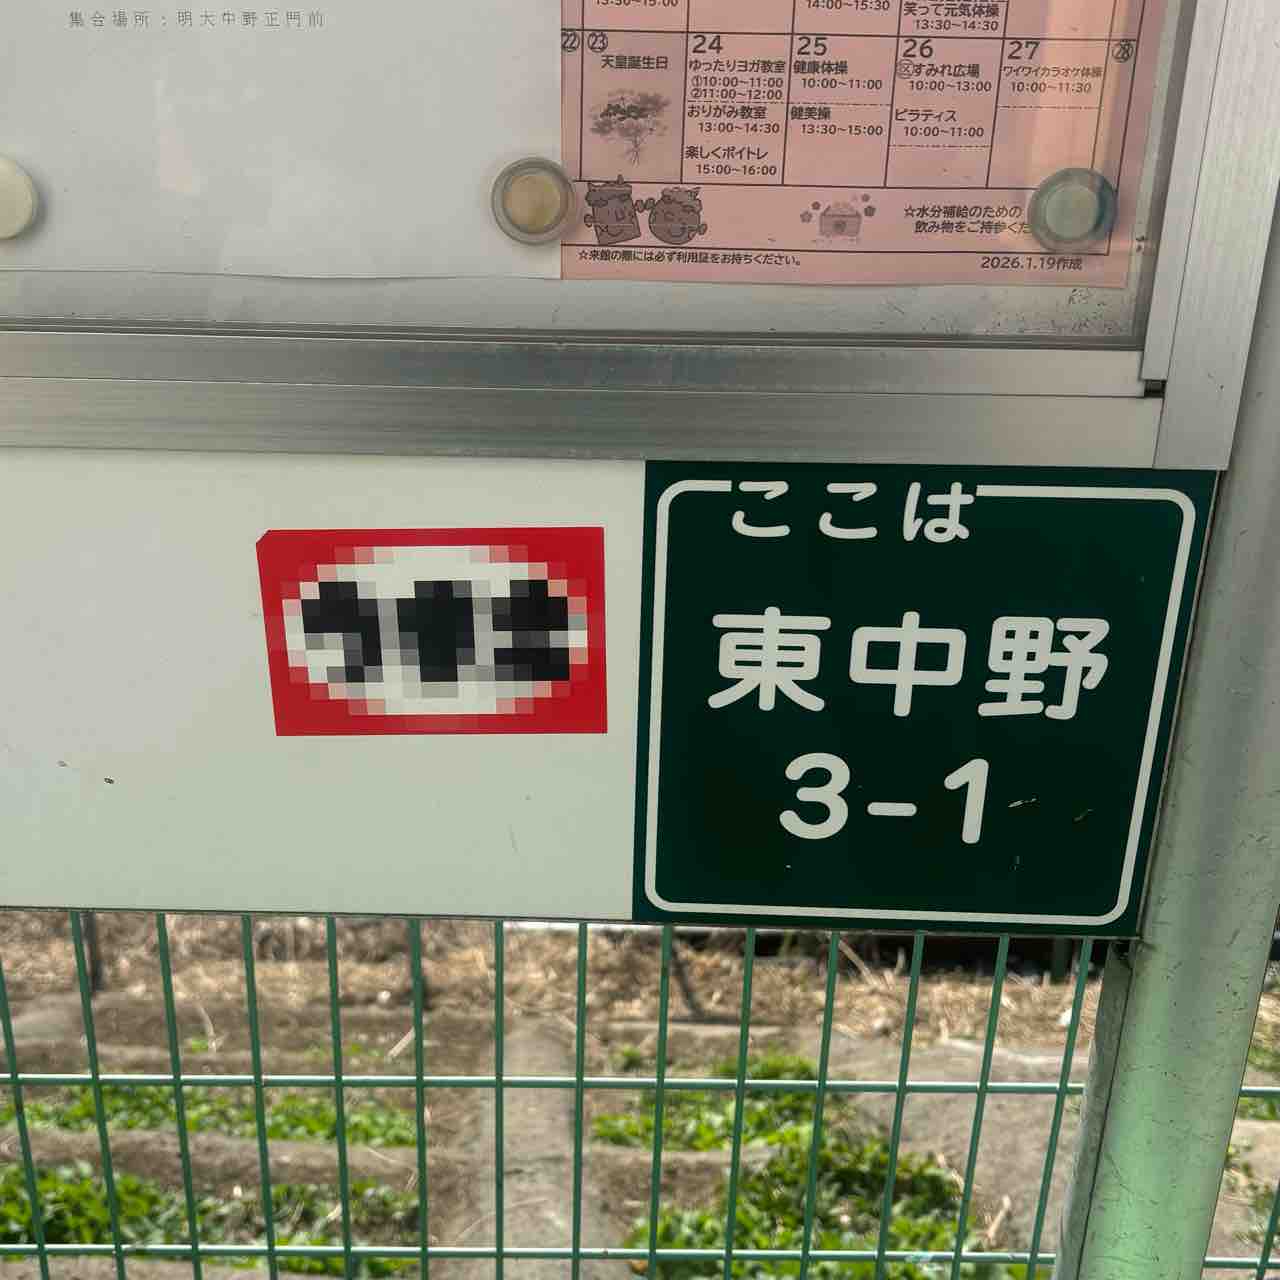 集合場所：明大中野正門前
13:30~15:00
14:00~15:30
笑って元気体操
13:30~14:30
㉒ ㉓ 24 25 26 27 ㉘
天皇誕生日
ゆったりヨガ教室
①10:00~11:00
②11:00~12:00
おりがみ教室
13:00~14:30
楽しくボイトレ
15:00~16:00
健康体操
10:00~11:00
健美操
13:30~15:00
㋿すみれ広場
10:00~13:00
ピラティス
10:00~11:00
ワイワイカラオケ体操
10:00~11:30
☆水分補給のための
飲み物をご持参くだ
☆来館の際には必ず利用証をお持ちください。
2026.1.19作成
ここは
東中野
3-1